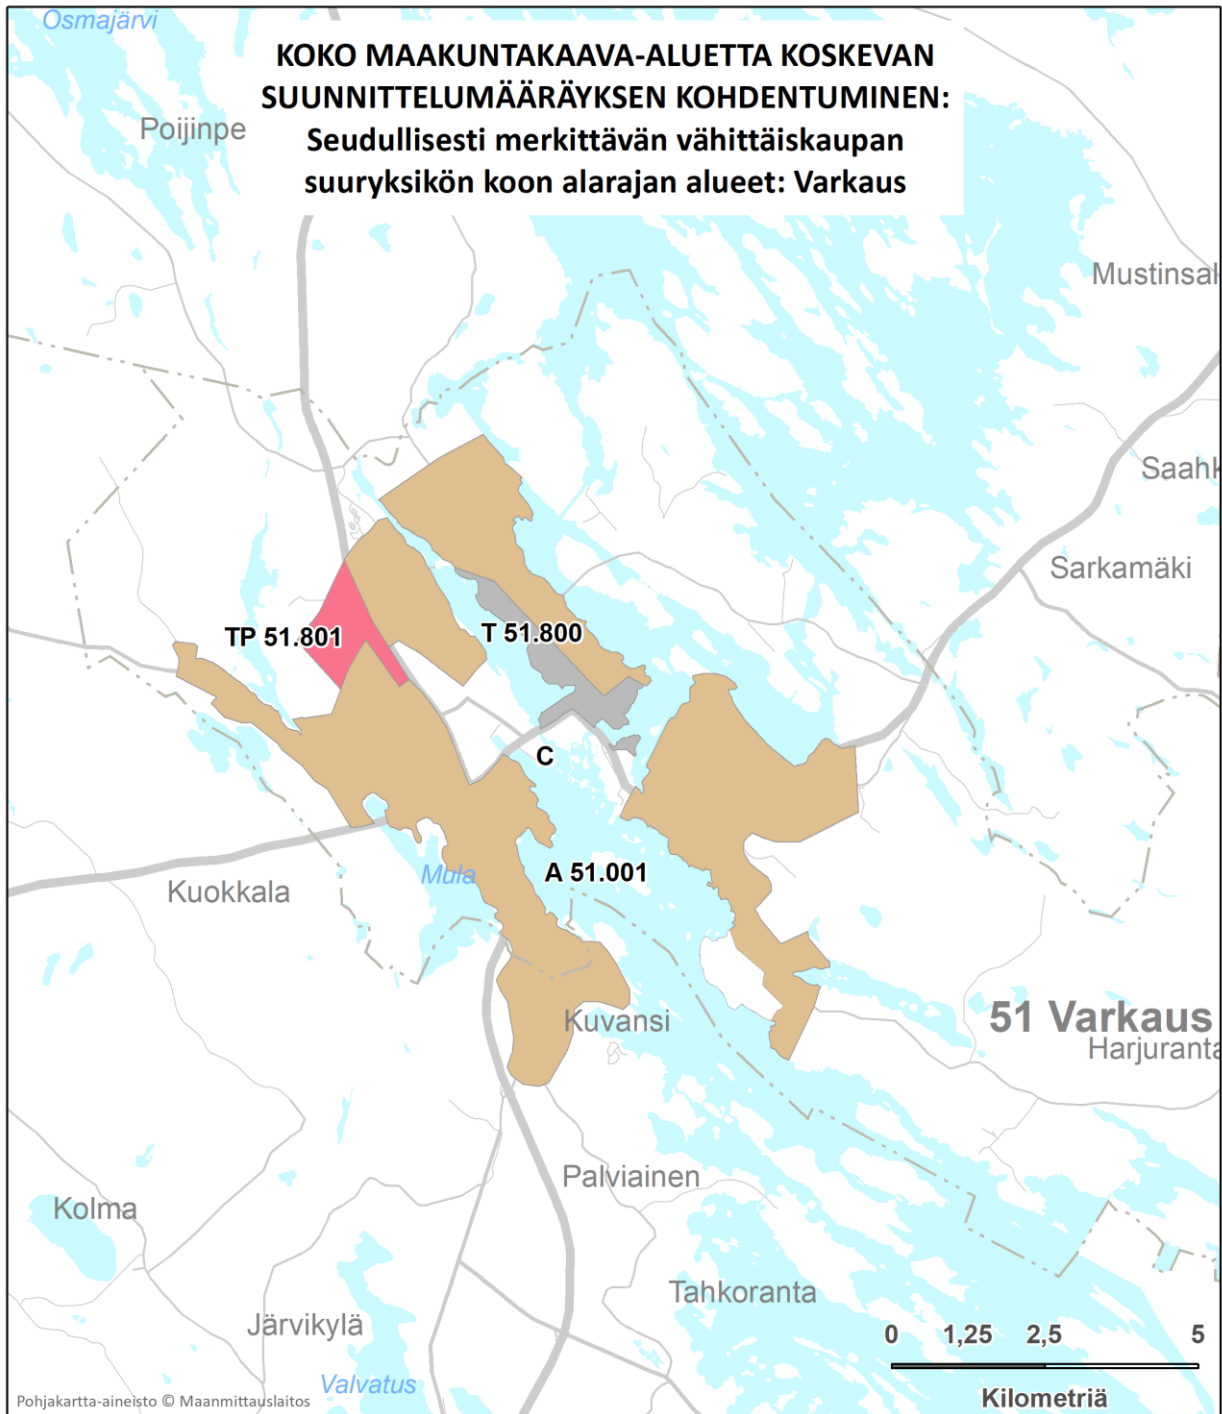 Osmajärvi
KOKO MAAKUNTAKAAVA-ALUETTA KOSKEVAN
SUUNNITTELUMÄÄRÄYKSEN KOHDENTUMINEN:
Seudullisesti merkittävän vähittäiskaupan
suuryksikön koon alarajan alueet: Varkaus
Poijinpe
Mustinsal
Saahk
Sarkamäki
TP 51.801
T 51.800
C
A 51.001
Mula
Kuokkala
Kuvansi
51 Varkaus
Harjuranta
Palviainen
Kolma
Tahkoranta
Järvikylä
Valvatus
0 1,25 2,5 5
Kilometriä
Pohjakartta-aineisto © Maanmittauslaitos